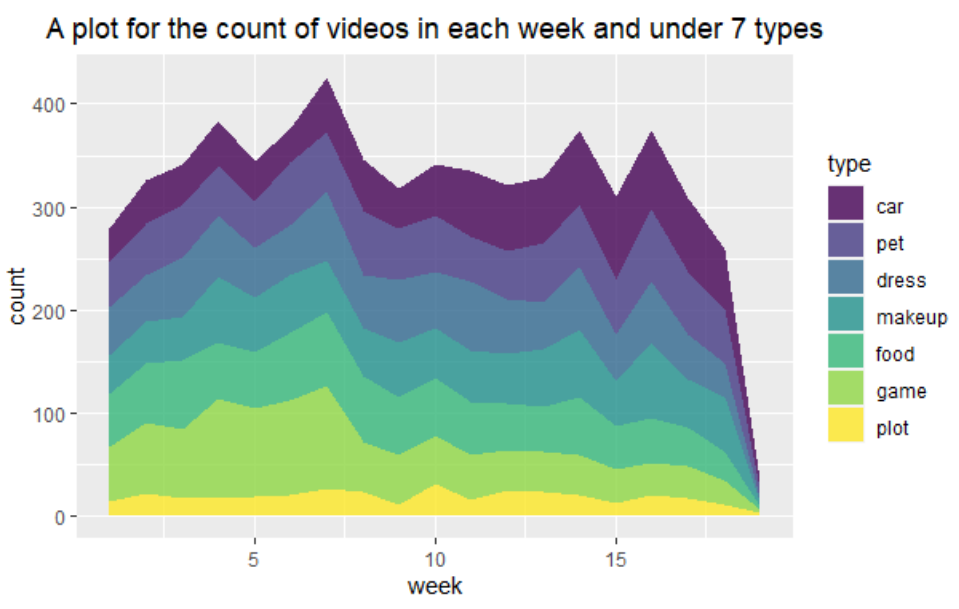 A plot for the count of videos in each week and under 7 types
400
300
200
100
0
count
5 10 15
week
type
car
pet
dress
makeup
food
game
plot